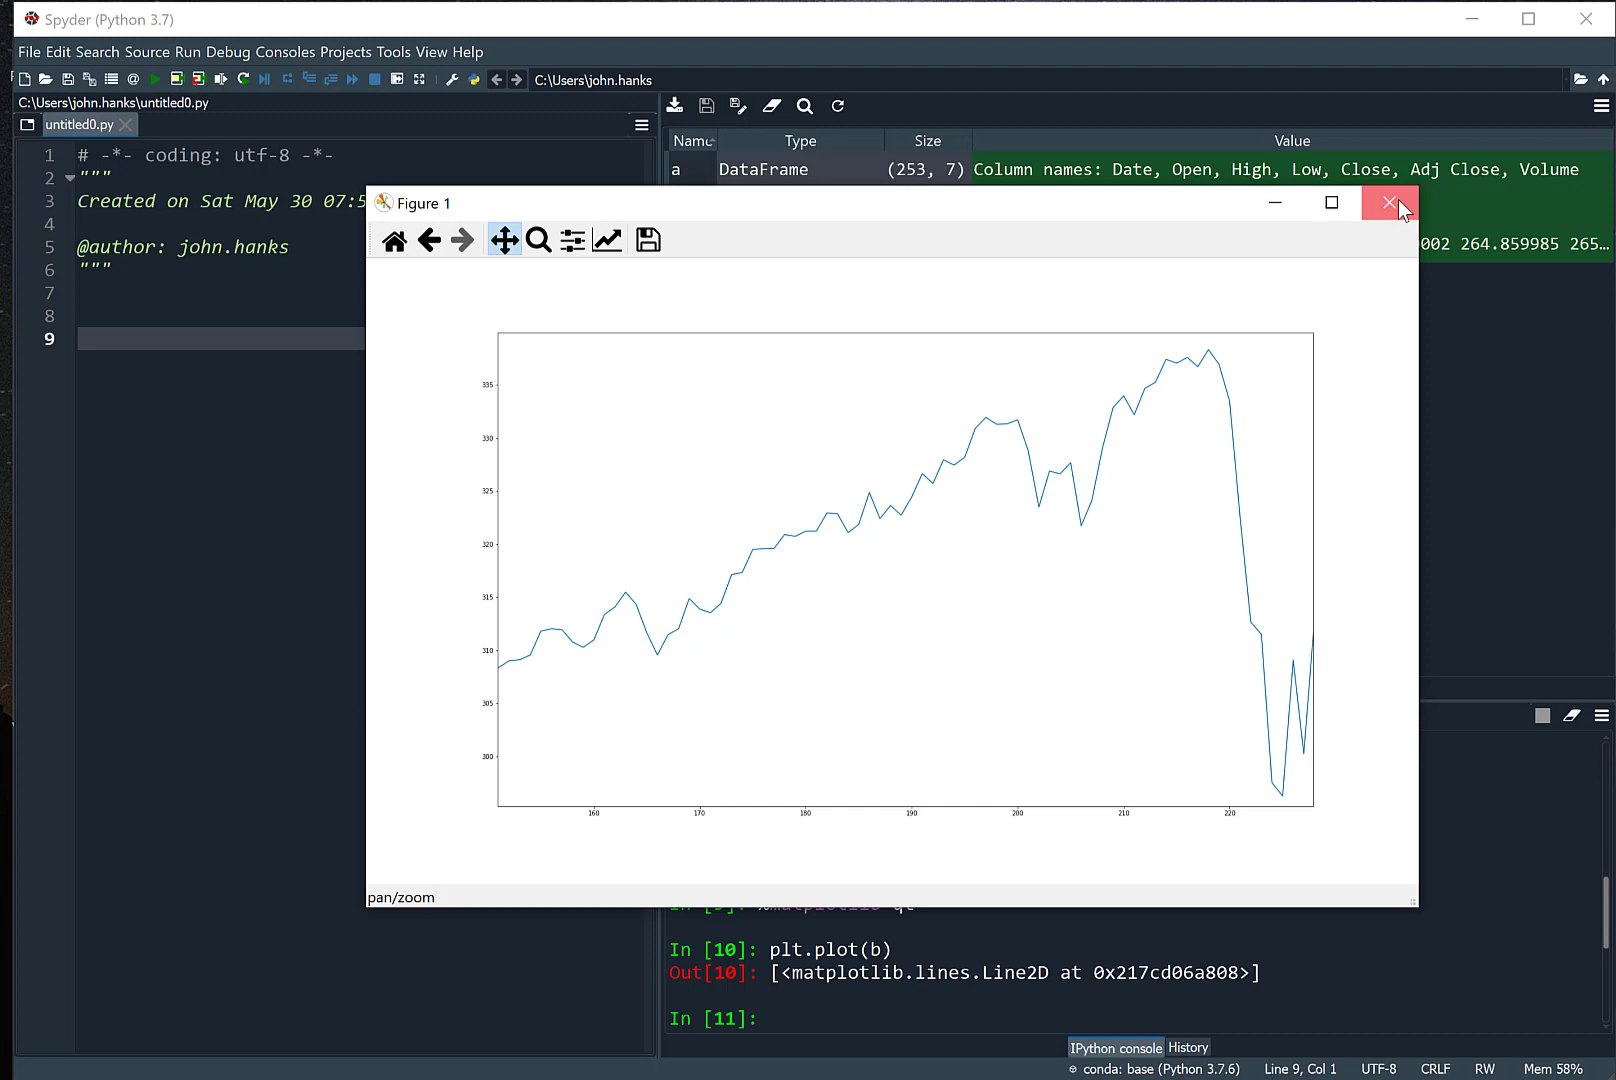 Spyder (Python 3.7)
File Edit Search Source Run Debug Consoles Projects Tools View Help
C:\Users\john.hanks
C:\Users\john.hanks\untitled0.py
untitled0.py
1 # -*- coding: utf-8 -*-
2 """
3 Created on Sat May 30 07:5
4
5 @author: john.hanks
6 """
7
8
9
Type Size Value
a DataFrame (253, 7) Column names: Date, Open, High, Low, Close, Adj Close, Volume
002 264.859985 265…
Figure 1
335
330
325
320
315
310
305
300
160 170 180 190 200 210 220
pan/zoom
In [10]: plt.plot(b)
Out[10]: [<matplotlib.lines.Line2D at 0x217cd06a808>]
In [11]:
IPython console History
conda: base (Python 3.7.6) Line 9, Col 1 UTF-8 CRLF RW Mem 58%